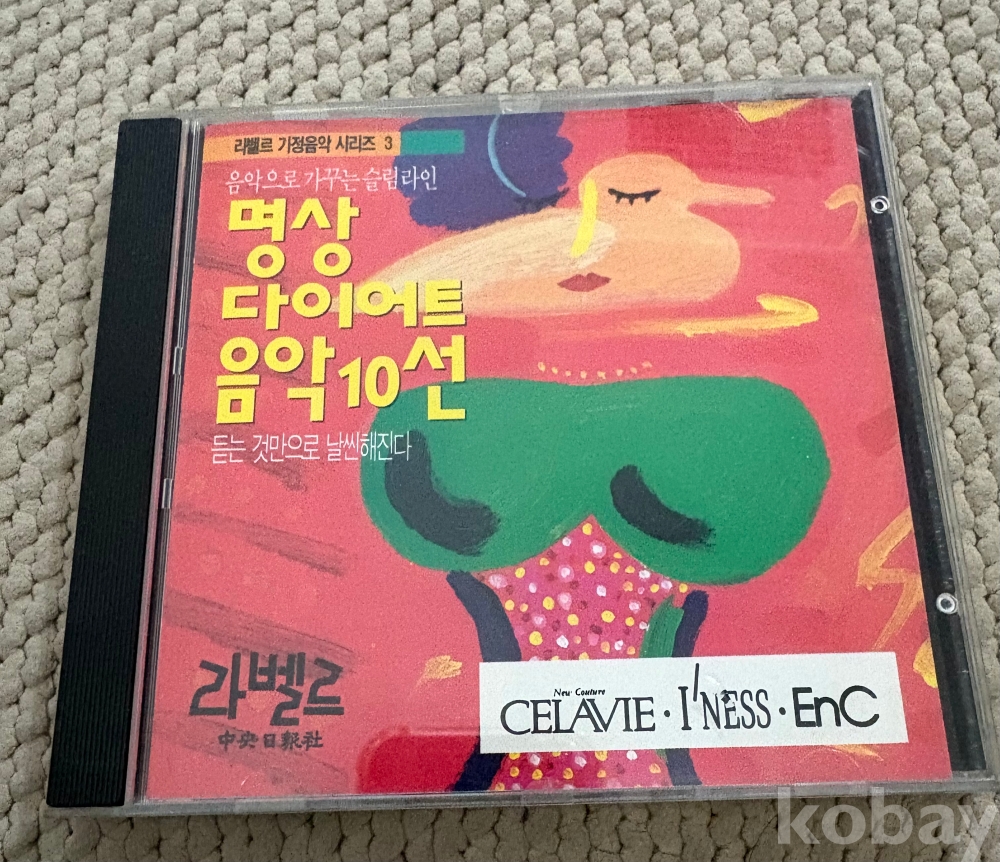 라벨르 가정음악 시리즈 3
음악으로 가꾸는 슬림라인
명상
다이어트
음악10선
듣는 것만으로 날씬해진다
라벨르
中央日報社
New Couture
CELAVIE · I'NESS · EnC
kobay